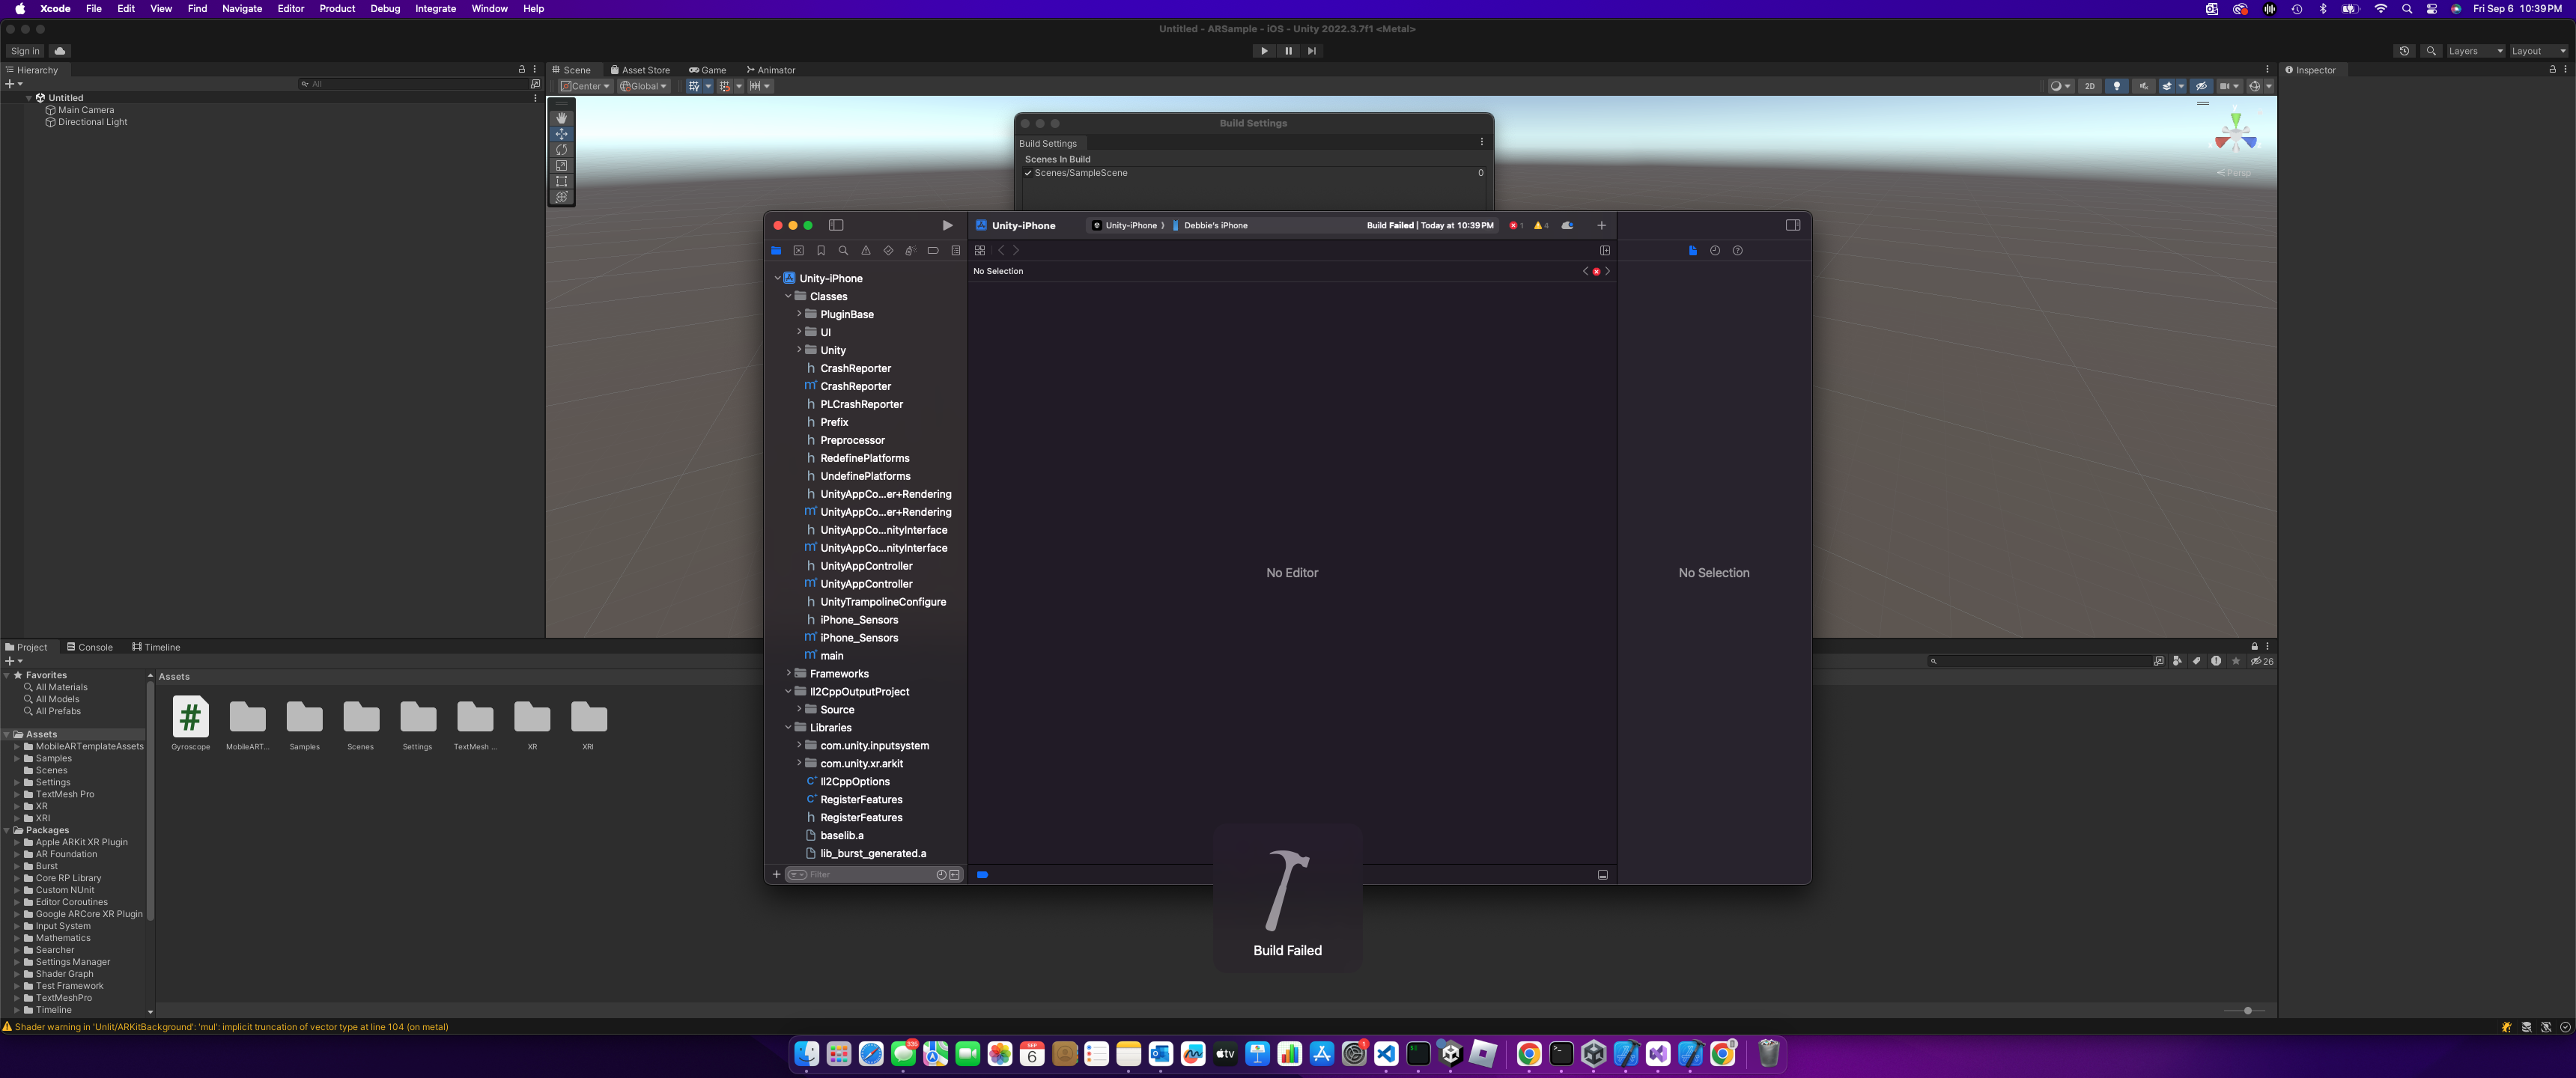 Xcode File Edit View Find Navigate Editor Product Debug Integrate Window Help
Fri Sep 6 10:39 PM
Untitled - ARSample - iOS - Unity 2022.3.7f1 <Metal>
Sign in
Layers
Layout
Hierarchy
All
Untitled
Main Camera
Directional Light
Scene
Asset Store
Game
Animator
Center
Global
2D
Persp
Inspector
Build Settings
Build Settings
Scenes In Build
Scenes/SampleScene 0
Unity-iPhone
Unity-iPhone
Debbie's iPhone
Build Failed | Today at 10:39 PM
1
4
No Selection
Unity-iPhone
Classes
PluginBase
UI
Unity
h CrashReporter
m CrashReporter
h PLCrashReporter
h Prefix
h Preprocessor
h RedefinePlatforms
h UndefinePlatforms
h UnityAppCo...er+Rendering
m UnityAppCo...er+Rendering
h UnityAppCo...nityInterface
m UnityAppCo...nityInterface
h UnityAppController
m UnityAppController
h UnityTrampolineConfigure
h iPhone_Sensors
m iPhone_Sensors
m main
Frameworks
Il2CppOutputProject
Source
Libraries
com.unity.inputsystem
com.unity.xr.arkit
C Il2CppOptions
C RegisterFeatures
h RegisterFeatures
baselib.a
lib_burst_generated.a
Filter
No Editor
No Selection
Build Failed
Project
Console
Timeline
26
Favorites
All Materials
All Models
All Prefabs
Assets
MobileARTemplateAssets
Samples
Scenes
Settings
TextMesh Pro
XR
XRI
Packages
Apple ARKit XR Plugin
AR Foundation
Burst
Core RP Library
Custom NUnit
Editor Coroutines
Google ARCore XR Plugin
Input System
Mathematics
Searcher
Settings Manager
Shader Graph
Test Framework
TextMeshPro
Timeline
Assets
#
Gyroscope
MobileART...
Samples
Scenes
Settings
TextMesh ...
XR
XRI
Shader warning in 'Unlit/ARKitBackground': 'mul': implicit truncation of vector type at line 104 (on metal)
SEP
6
tv
1